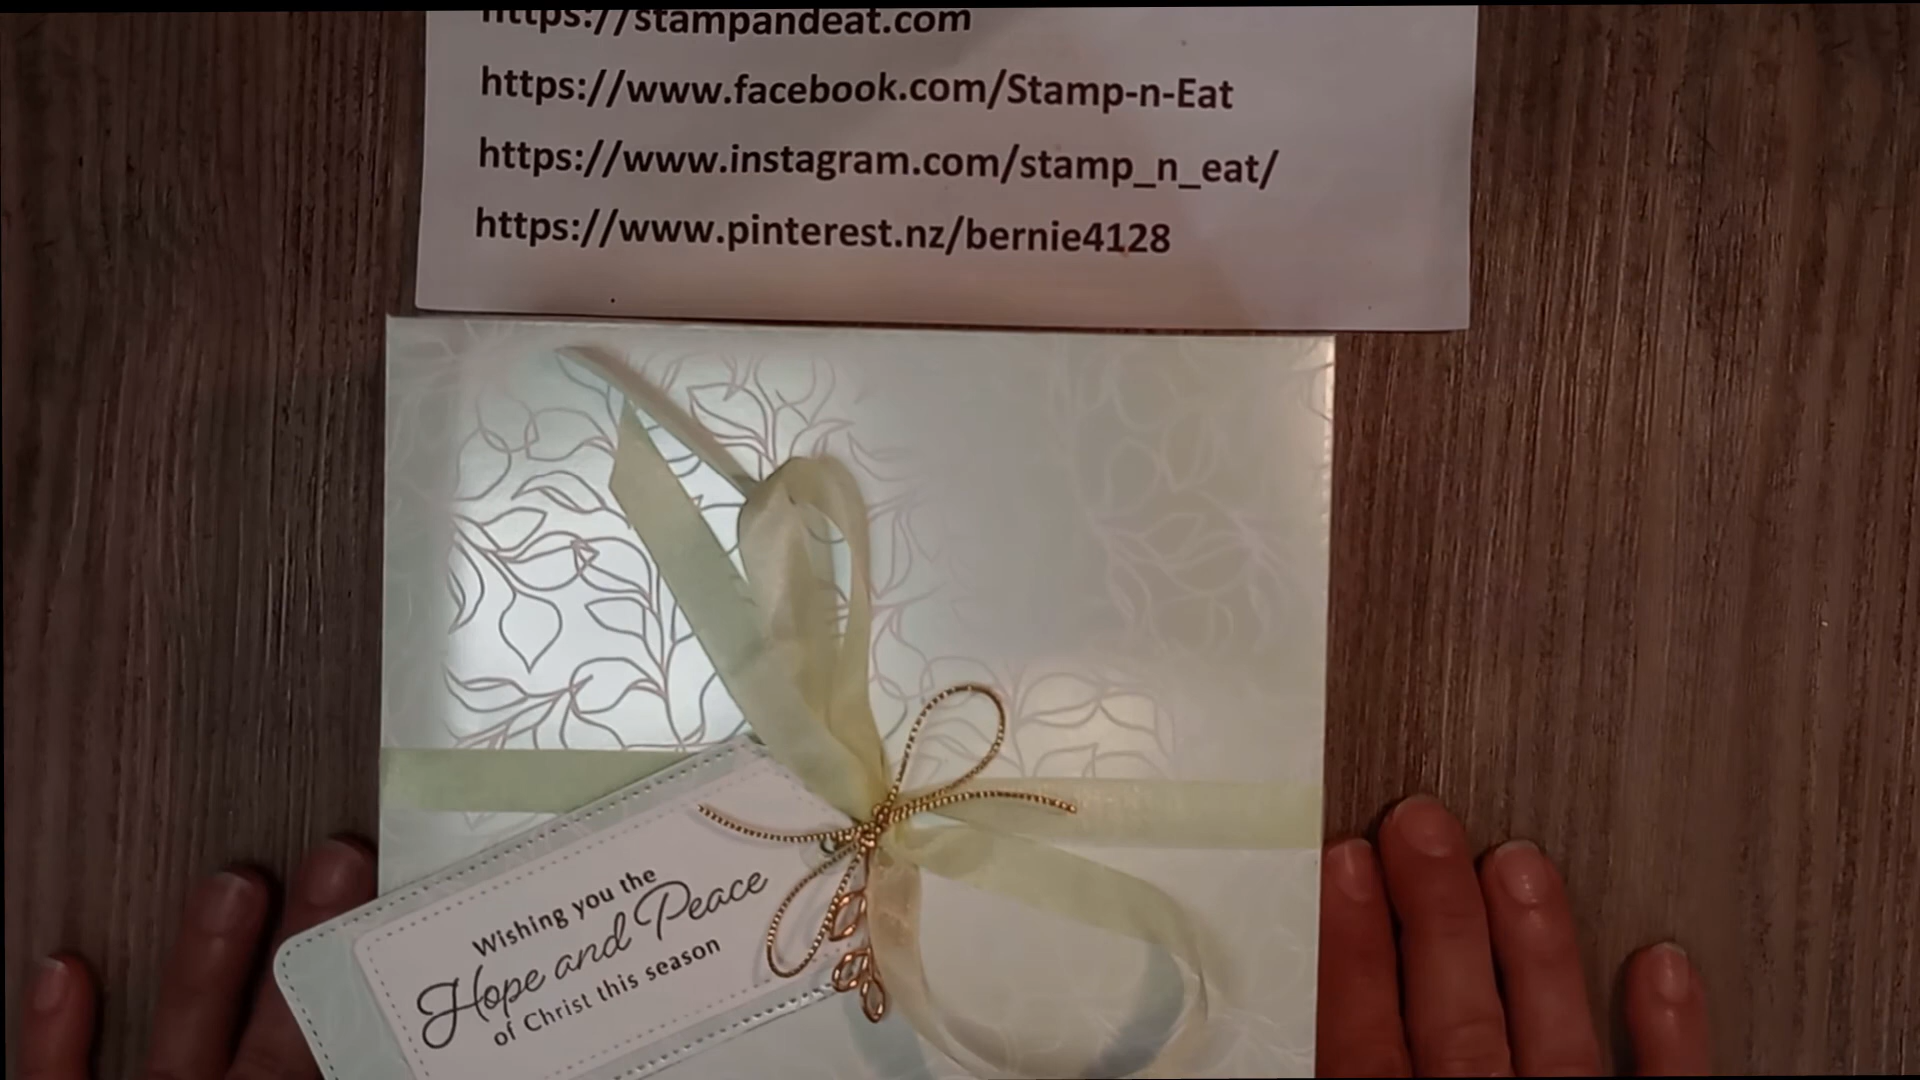 https://stampandeat.com
https://www.facebook.com/Stamp-n-Eat
https://www.instagram.com/stamp_n_eat/
https://www.pinterest.nz/bernie4128
Wishing you the
Hope and Peace
of Christ this season